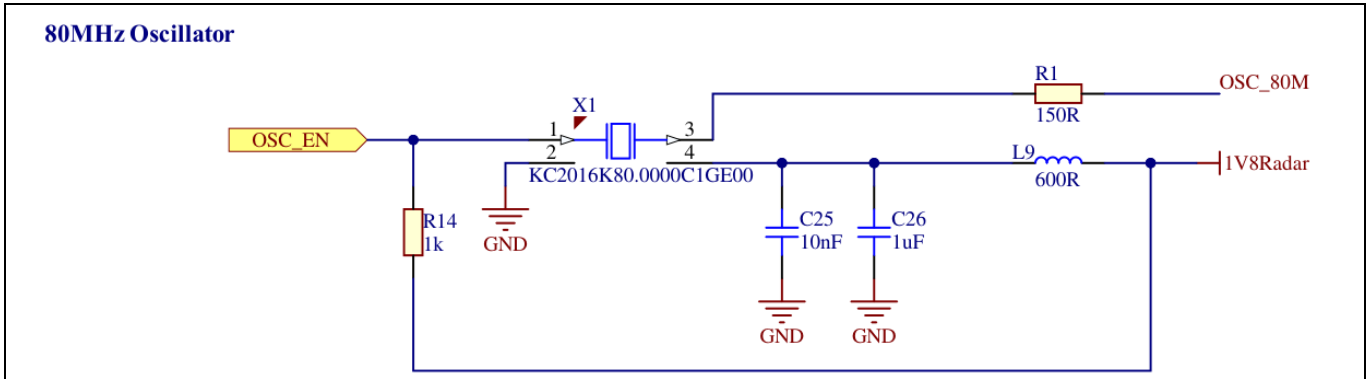 80MHz Oscillator
R1
OSC_80M
150R
X1
OSC_EN
1
3
2
4
L9
1V8Radar
KC2016K80.0000C1GE00
600R
R14
1k
GND
C25
10nF
C26
1uF
GND
GND